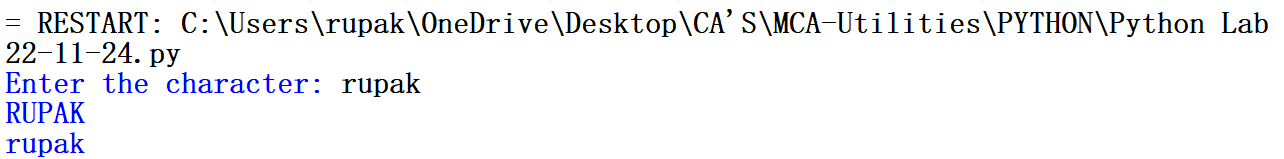 = RESTART: C:\Users\rupak\OneDrive\Desktop\CA'S\MCA-Utilities\PYTHON\Python Lab
22-11-24.py
Enter the character: rupak
RUPAK
rupak